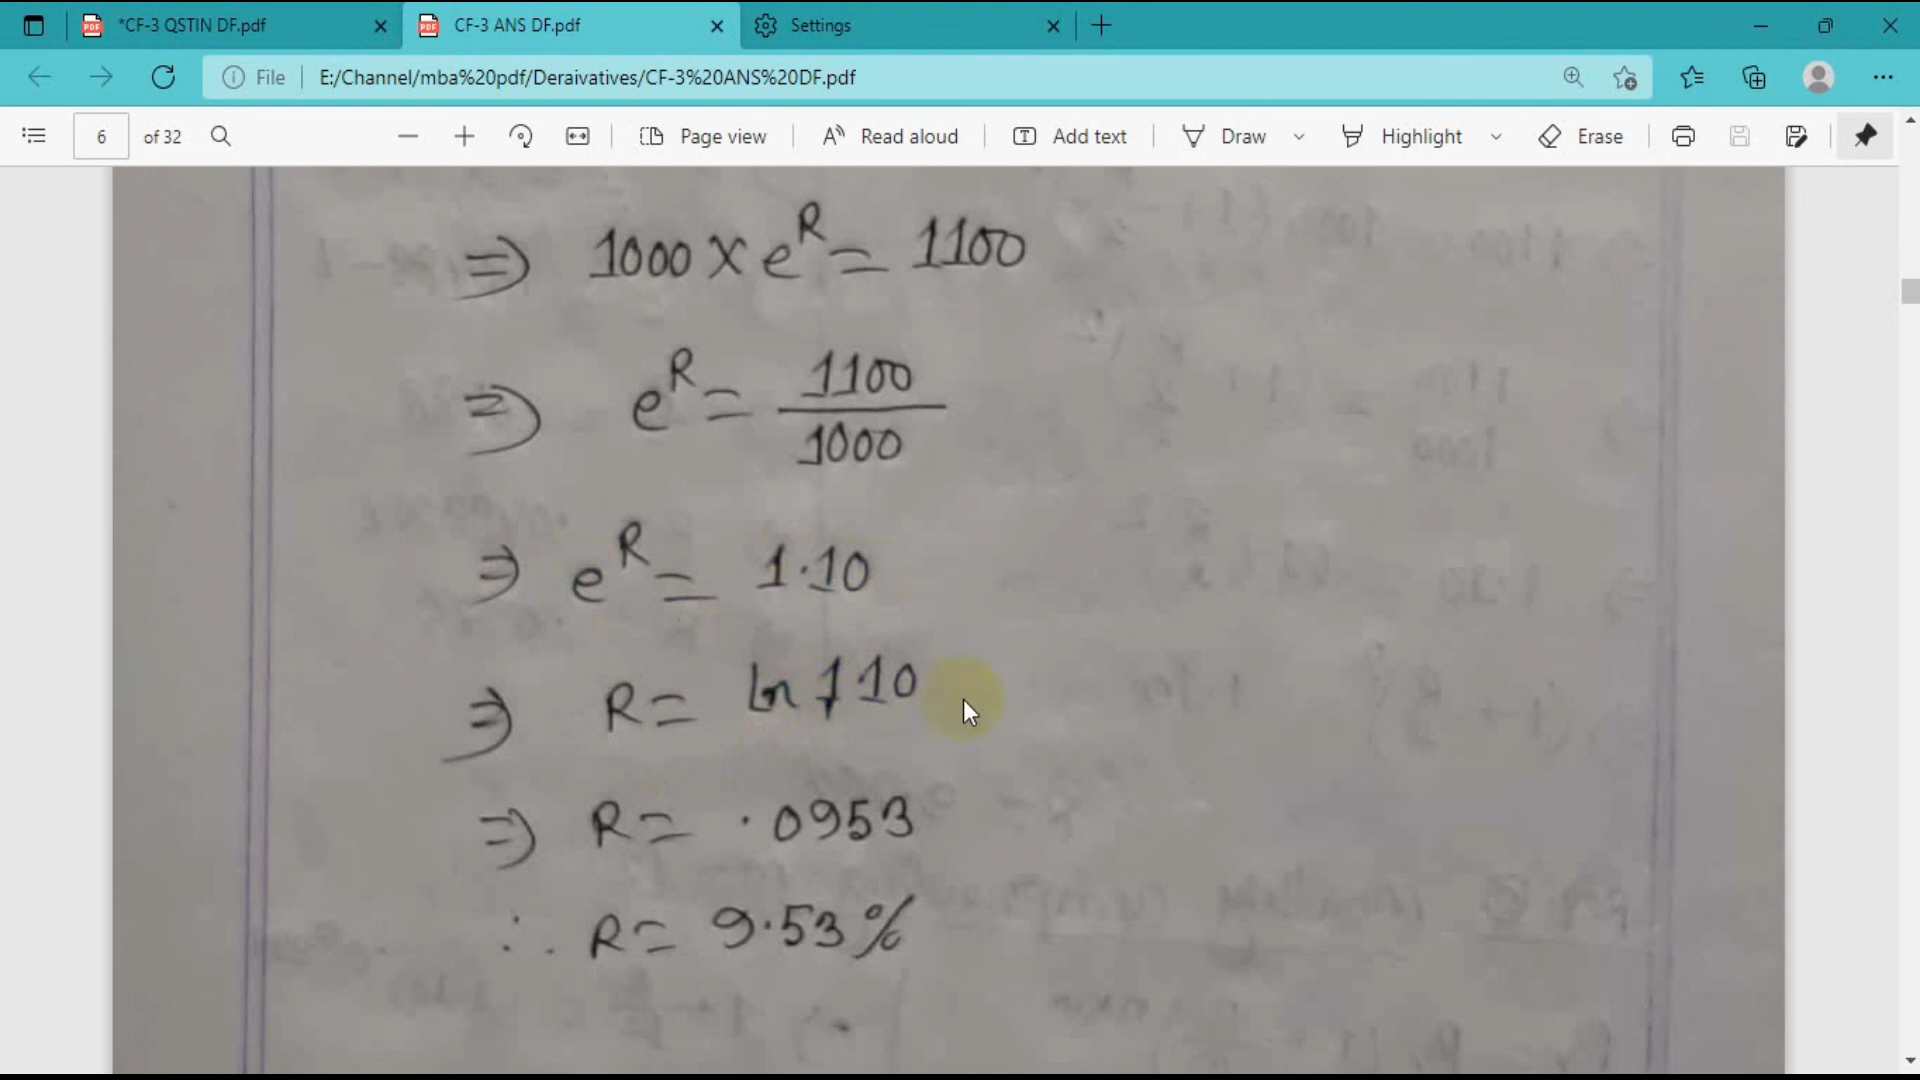 *CF-3 QSTIN DF.pdf
CF-3 ANS DF.pdf
Settings
File
E:/Channel/mba%20pdf/Deraivatives/CF-3%20ANS%20DF.pdf
6 of 32
Page view
Read aloud
Add text
Draw
Highlight
Erase
⇒ 1000 × e^R = 1100
⇒ e^R = 1100/1000
⇒ e^R = 1.10
⇒ R = ln 1.10
⇒ R = .0953
∴ R = 9.53%